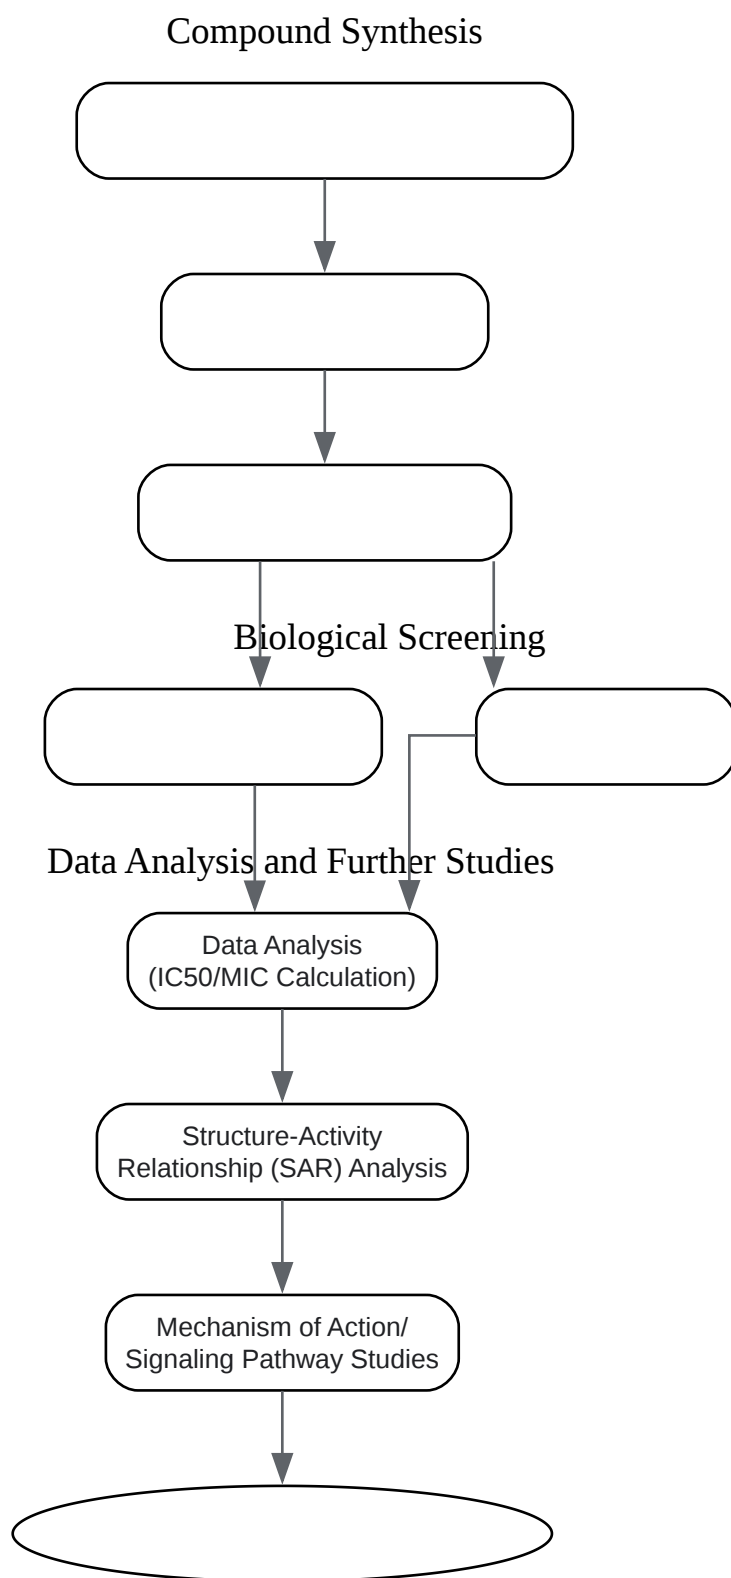 Compound Synthesis
Biological Screening
Data Analysis and Further Studies
Data Analysis
(IC50/MIC Calculation)
Structure-Activity
Relationship (SAR) Analysis
Mechanism of Action/
Signaling Pathway Studies